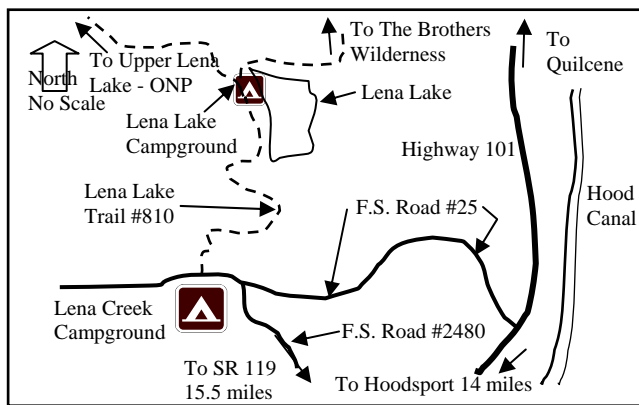 To The Brothers
Wilderness
To
Quilcene
To Upper Lena
Lake - ONP
North
No Scale
Lena Lake
Lena Lake
Campground
Highway 101
Lena Lake
Trail #810
F.S. Road #25
Hood
Canal
Lena Creek
Campground
F.S. Road #2480
To SR 119
15.5 miles
To Hoodsport 14 miles